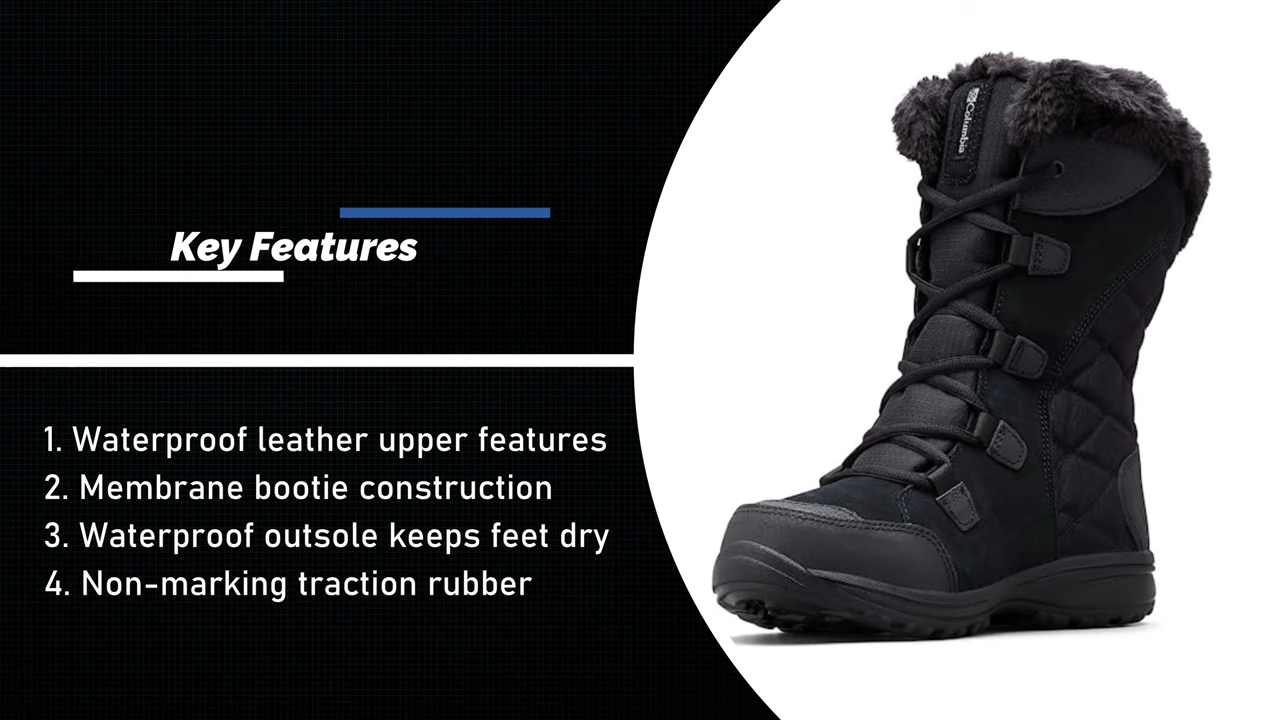 Key Features
1. Waterproof leather upper features
2. Membrane bootie construction
3. Waterproof outsole keeps feet dry
4. Non-marking traction rubber
Columbia